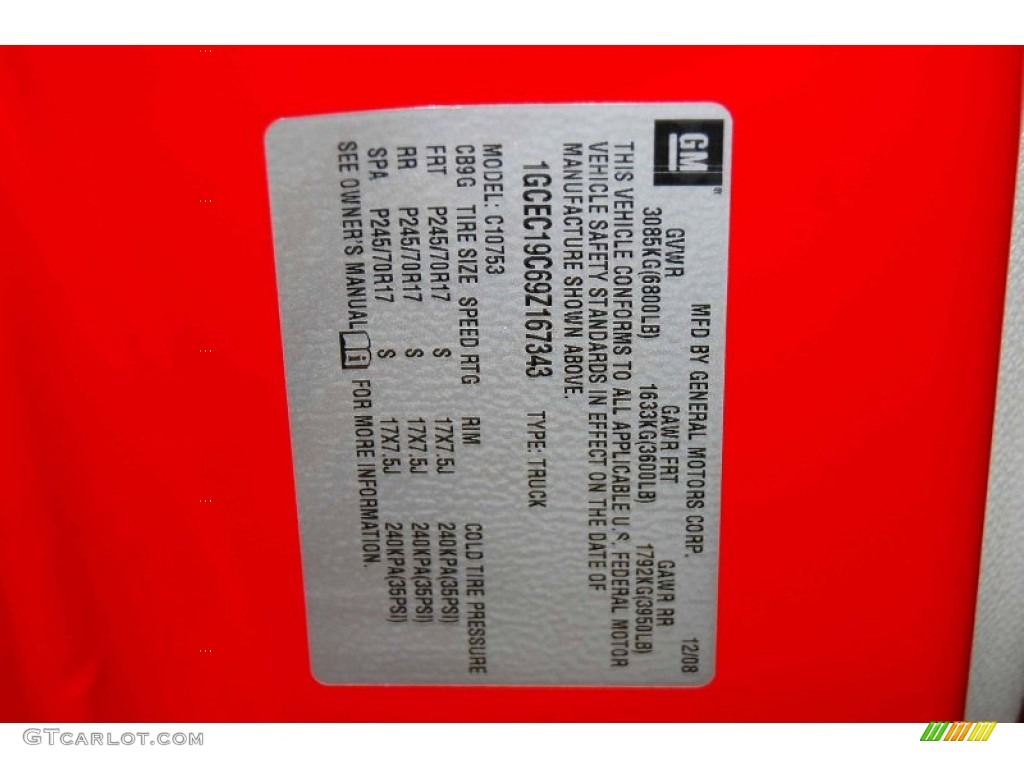 GM
MFD BY GENERAL MOTORS CORP. 12/08
GVWR GAWR FRT GAWR RR
3085KG(6800LB) 1633KG(3600LB) 1792KG(3950LB)
THIS VEHICLE CONFORMS TO ALL APPLICABLE U.S. FEDERAL MOTOR
VEHICLE SAFETY STANDARDS IN EFFECT ON THE DATE OF
MANUFACTURE SHOWN ABOVE.
1GCEC19C69Z167343 TYPE: TRUCK
MODEL: C10753
CB9G TIRE SIZE SPEED RTG RIM COLD TIRE PRESSURE
FRT P245/70R17 S 17X7.5J 240KPA(35PSI)
RR P245/70R17 S 17X7.5J 240KPA(35PSI)
SPA P245/70R17 S 17X7.5J 240KPA(35PSI)
SEE OWNER'S MANUAL i FOR MORE INFORMATION.
GTCARLOT.COM